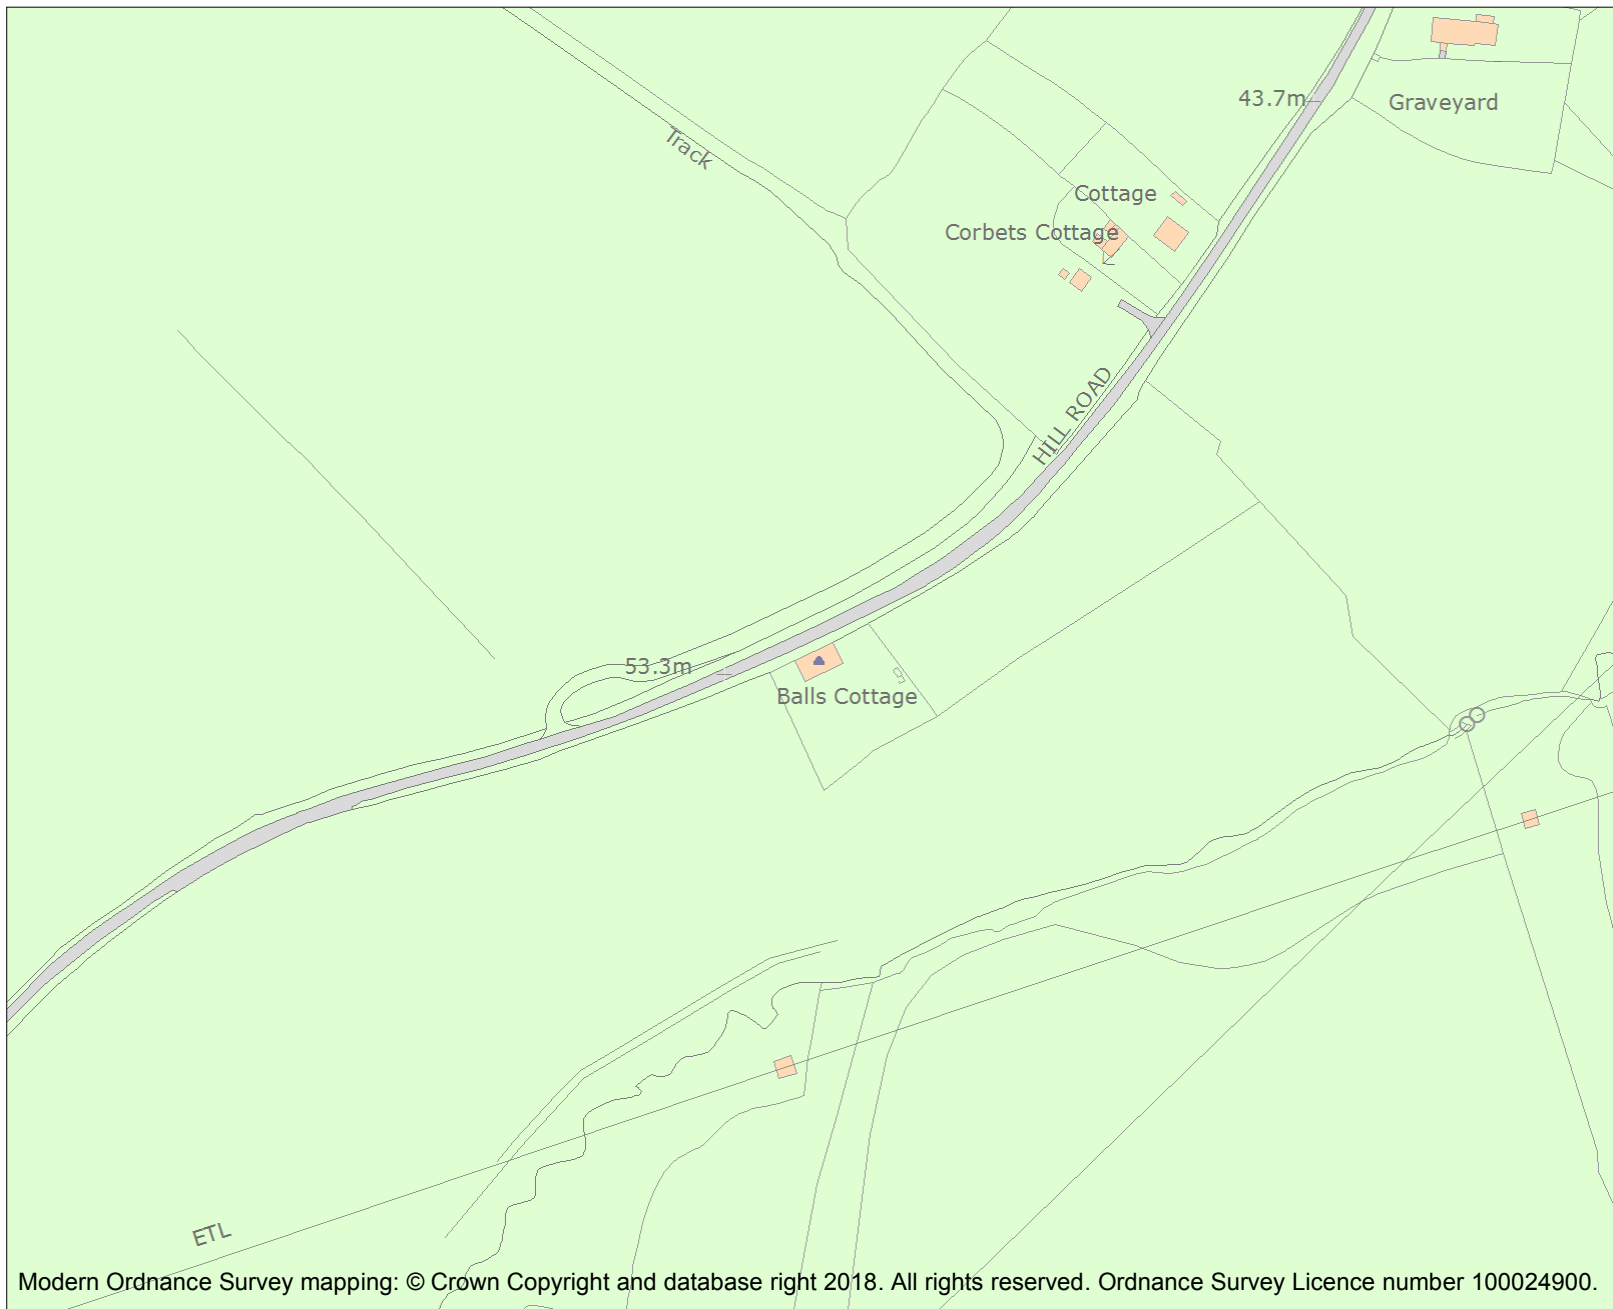 43.7m
Graveyard
Track
Cottage
Corbets Cottage
HILL ROAD
53.3m
Balls Cottage
ETL
Modern Ordnance Survey mapping: © Crown Copyright and database right 2018. All rights reserved. Ordnance Survey Licence number 100024900.